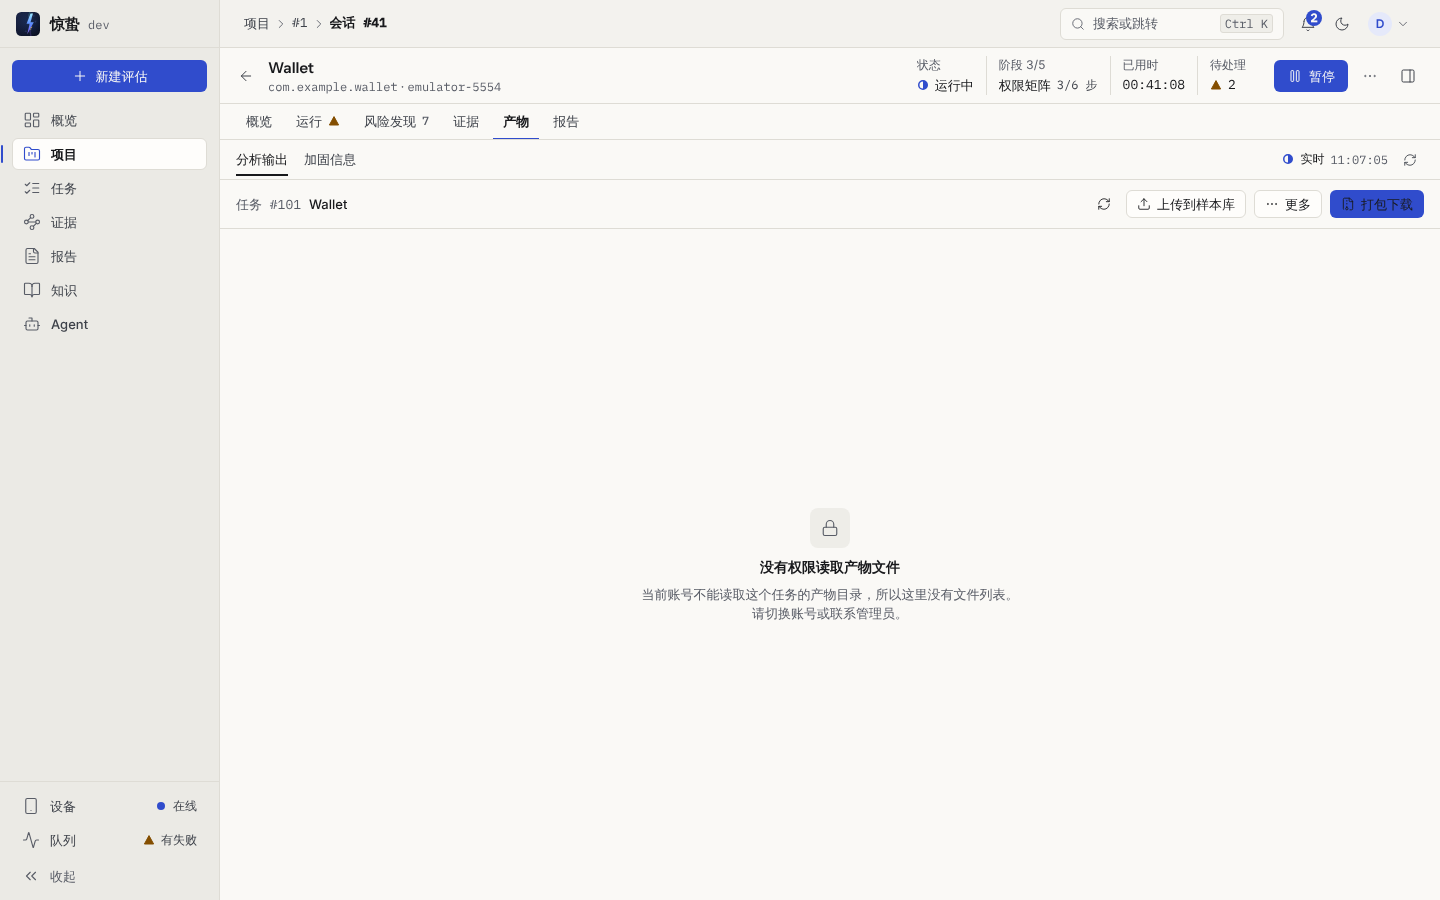 惊蛰 dev
项目 > #1 > 会话 #41
搜索或跳转 Ctrl K
2
D
新建评估
概览
项目
任务
证据
报告
知识
Agent
Wallet
com.example.wallet · emulator-5554
状态
运行中
阶段 3/5
权限矩阵 3/6 步
已用时
00:41:08
待处理
2
暂停
概览 运行 风险发现 7 证据 产物 报告
分析输出 加固信息
实时 11:07:05
任务 #101 Wallet
上传到样本库
更多
打包下载
没有权限读取产物文件
当前账号不能读取这个任务的产物目录，所以这里没有文件列表。
请切换账号或联系管理员。
设备 在线
队列 有失败
收起